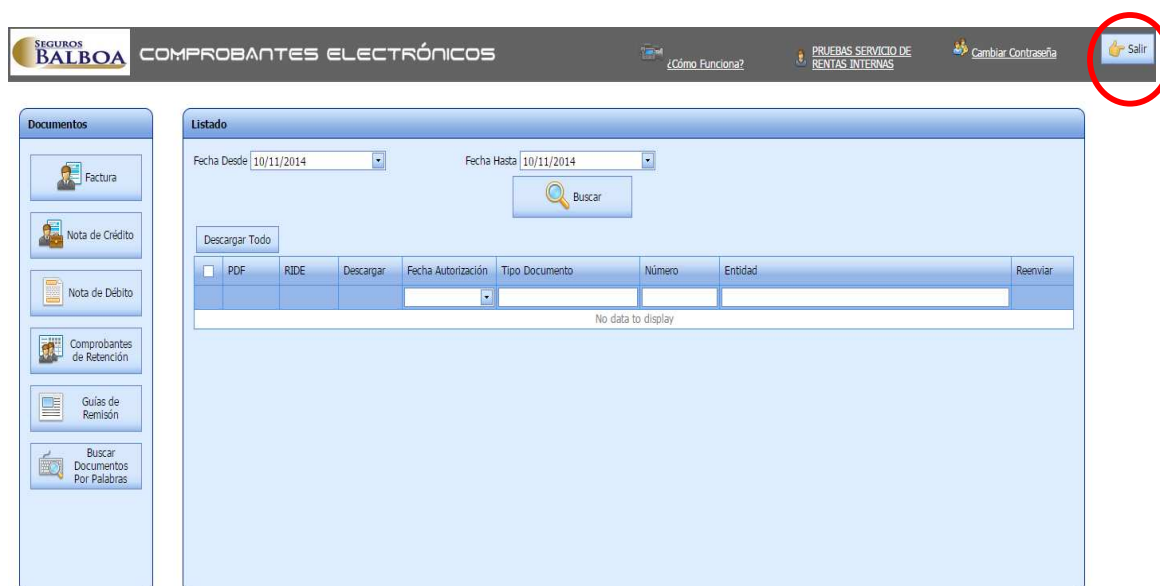 SEGUROS
BALBOA
COMPROBANTES ELECTRÓNICOS
¿Cómo Funciona?
PRUEBAS SERVICIO DE
RENTAS INTERNAS
Cambiar Contraseña
Salir
Documentos
Factura
Nota de Crédito
Nota de Débito
Comprobantes
de Retención
Guías de
Remisón
Buscar
Documentos
Por Palabras
Listado
Fecha Desde 10/11/2014
Fecha Hasta 10/11/2014
Buscar
Descargar Todo
PDF RIDE Descargar Fecha Autorización Tipo Documento Número Entidad Reenviar
No data to display